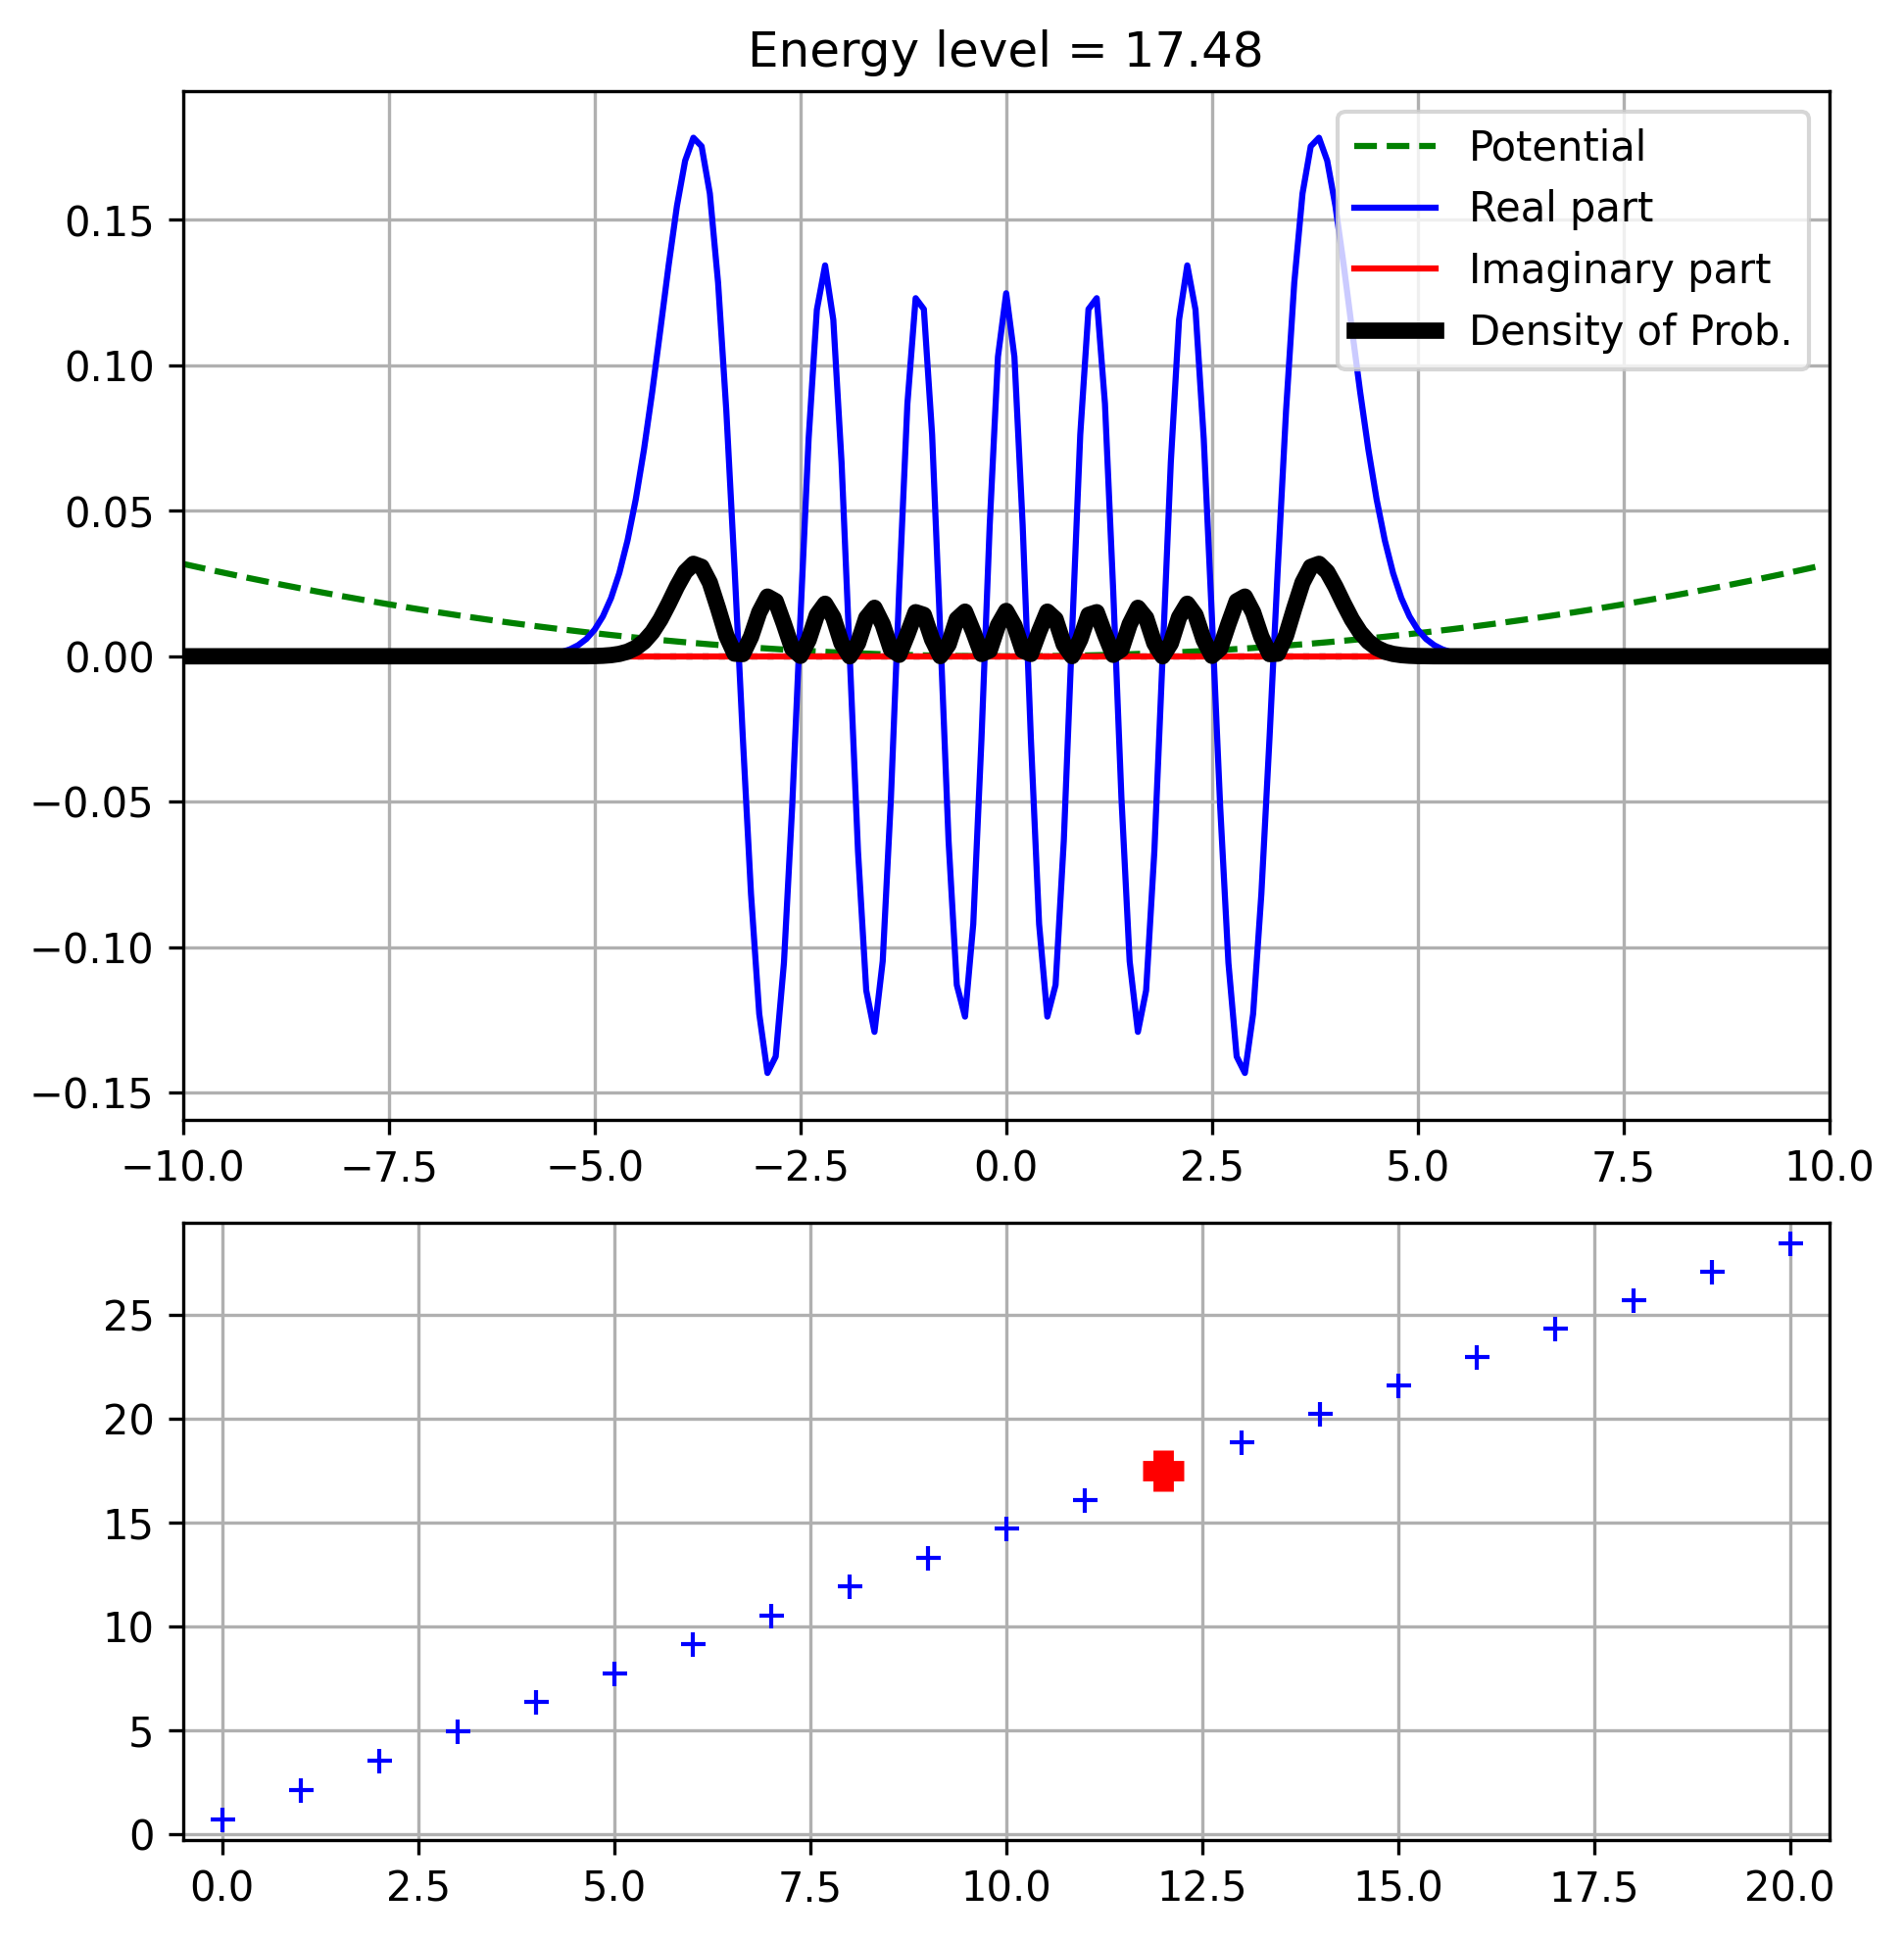 Energy level = 17.48
Potential
Real part
Imaginary part
Density of Prob.
0.15
0.10
0.05
0.00
−0.05
−0.10
−0.15
−10.0 −7.5 −5.0 −2.5 0.0 2.5 5.0 7.5 10.0
25
20
15
10
5
0
0.0 2.5 5.0 7.5 10.0 12.5 15.0 17.5 20.0